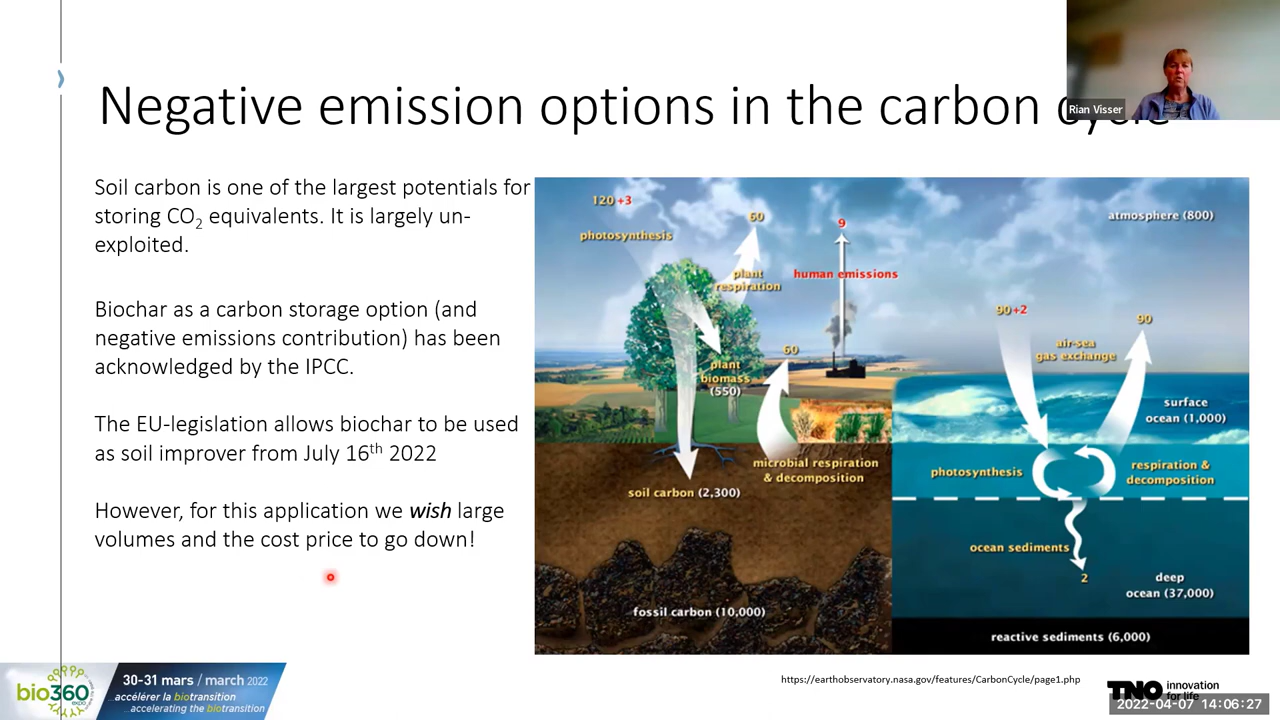 Negative emission options in the carbon cycle
Rian Visser
Soil carbon is one of the largest potentials for
storing CO₂ equivalents. It is largely un-
exploited.
Biochar as a carbon storage option (and
negative emissions contribution) has been
acknowledged by the IPCC.
The EU-legislation allows biochar to be used
as soil improver from July 16th 2022
However, for this application we wish large
volumes and the cost price to go down!
120 +3
photosynthesis
60
plant
respiration
9
human emissions
atmosphere (800)
plant
biomass
(550)
60
microbial respiration
& decomposition
soil carbon (2,300)
fossil carbon (10,000)
90+2
air-sea
gas exchange
90
surface
ocean (1,000)
photosynthesis
respiration &
decomposition
ocean sediments
2
deep
ocean (37,000)
reactive sediments (6,000)
https://earthobservatory.nasa.gov/features/CarbonCycle/page1.php
bio360
expo
30-31 mars / march 2022
accélérer la biotransition
accelerating the biotransition
TNO innovation
for life
2022-04-07 14:06:27